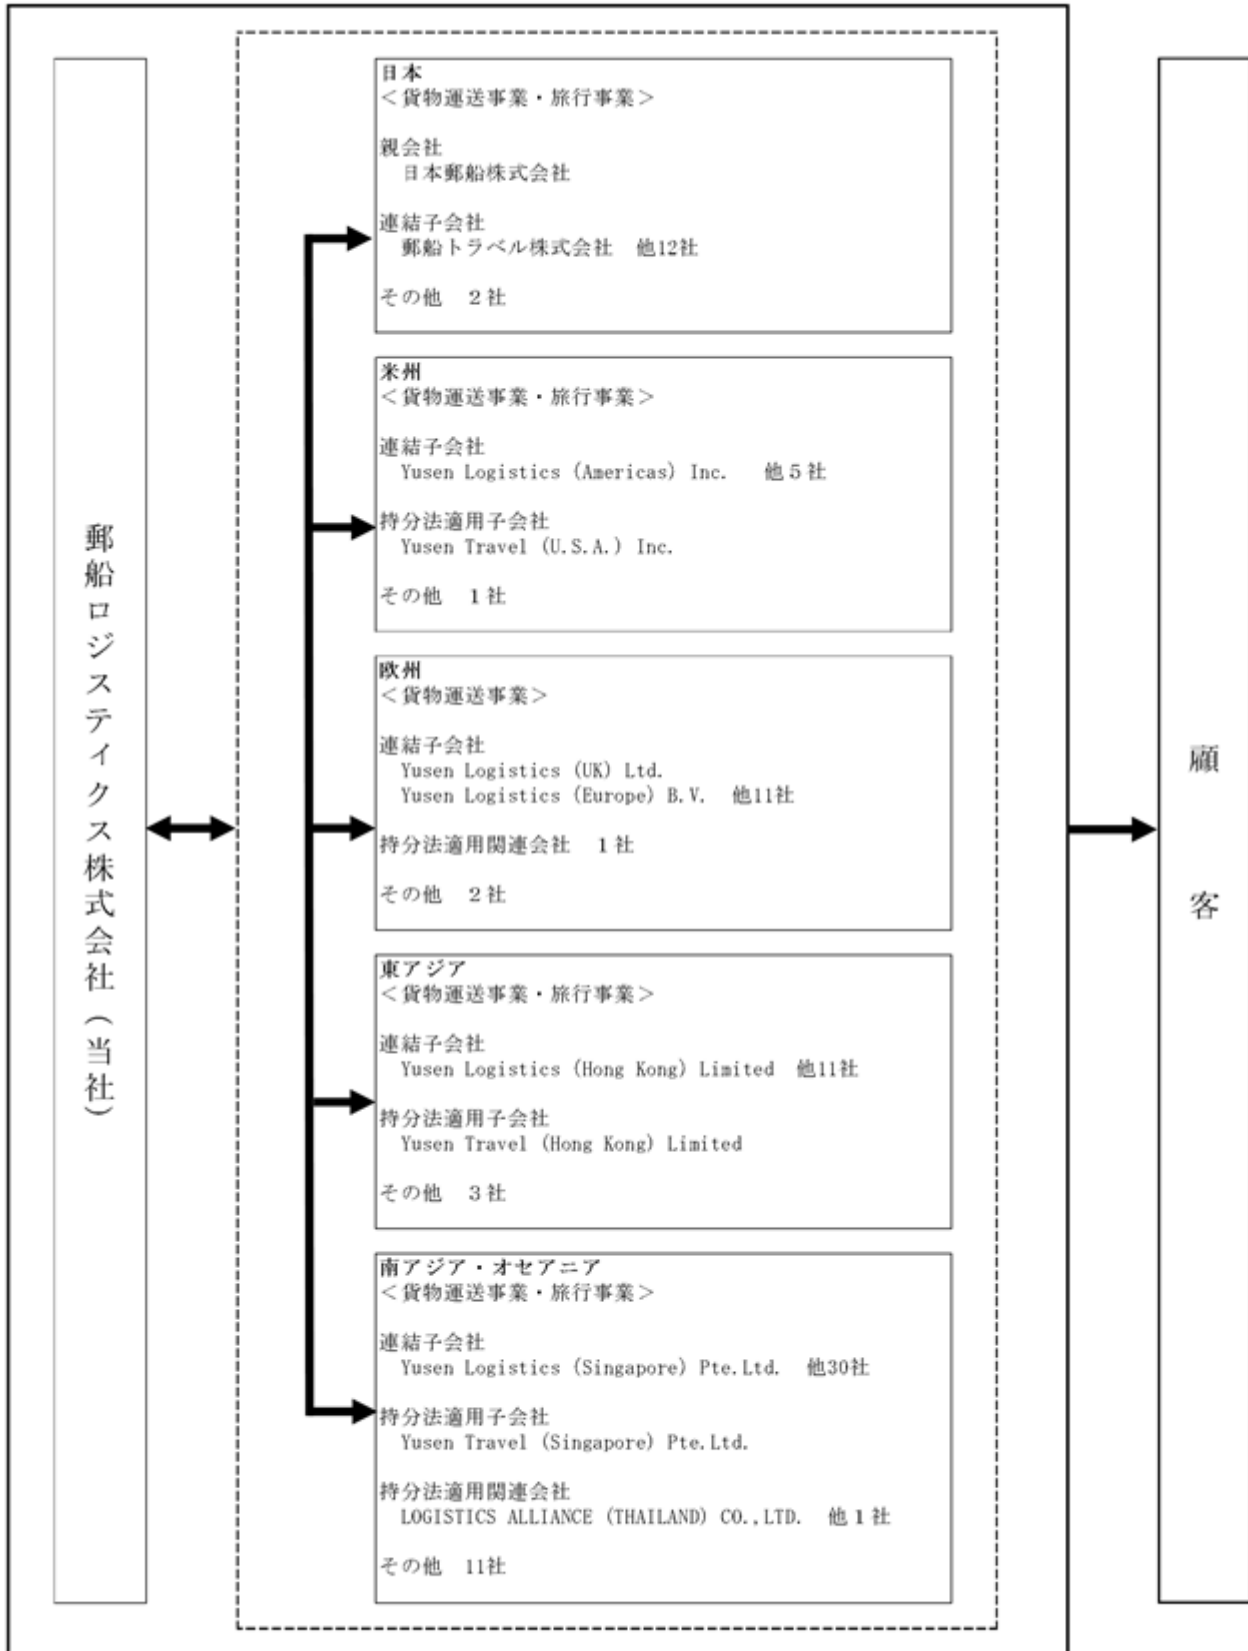 郵船ロジスティクス株式会社（当社）
日本
＜貨物運送事業・旅行事業＞
親会社
日本郵船株式会社
連結子会社
郵船トラベル株式会社　他12社
その他　２社
米州
＜貨物運送事業・旅行事業＞
連結子会社
Yusen Logistics (Americas) Inc.　他５社
持分法適用子会社
Yusen Travel (U.S.A.) Inc.
その他　１社
欧州
＜貨物運送事業＞
連結子会社
Yusen Logistics (UK) Ltd.
Yusen Logistics (Europe) B.V.　他11社
持分法適用関連会社　１社
その他　２社
東アジア
＜貨物運送事業・旅行事業＞
連結子会社
Yusen Logistics (Hong Kong) Limited　他11社
持分法適用子会社
Yusen Travel (Hong Kong) Limited
その他　３社
南アジア・オセアニア
＜貨物運送事業・旅行事業＞
連結子会社
Yusen Logistics (Singapore) Pte.Ltd.　他30社
持分法適用子会社
Yusen Travel (Singapore) Pte.Ltd.
持分法適用関連会社
LOGISTICS ALLIANCE (THAILAND) CO.,LTD.　他１社
その他　11社
顧客